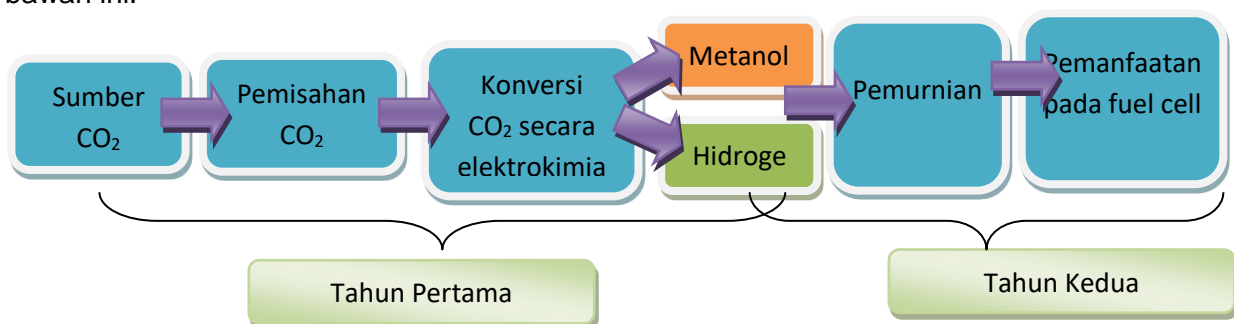 bawah ini.
Sumber
CO₂
Pemisahan
CO₂
Konversi
CO₂ secara
elektrokimia
Metanol
Hidroge
Pemurnian
Pemanfaatan
pada fuel cell
Tahun Pertama
Tahun Kedua